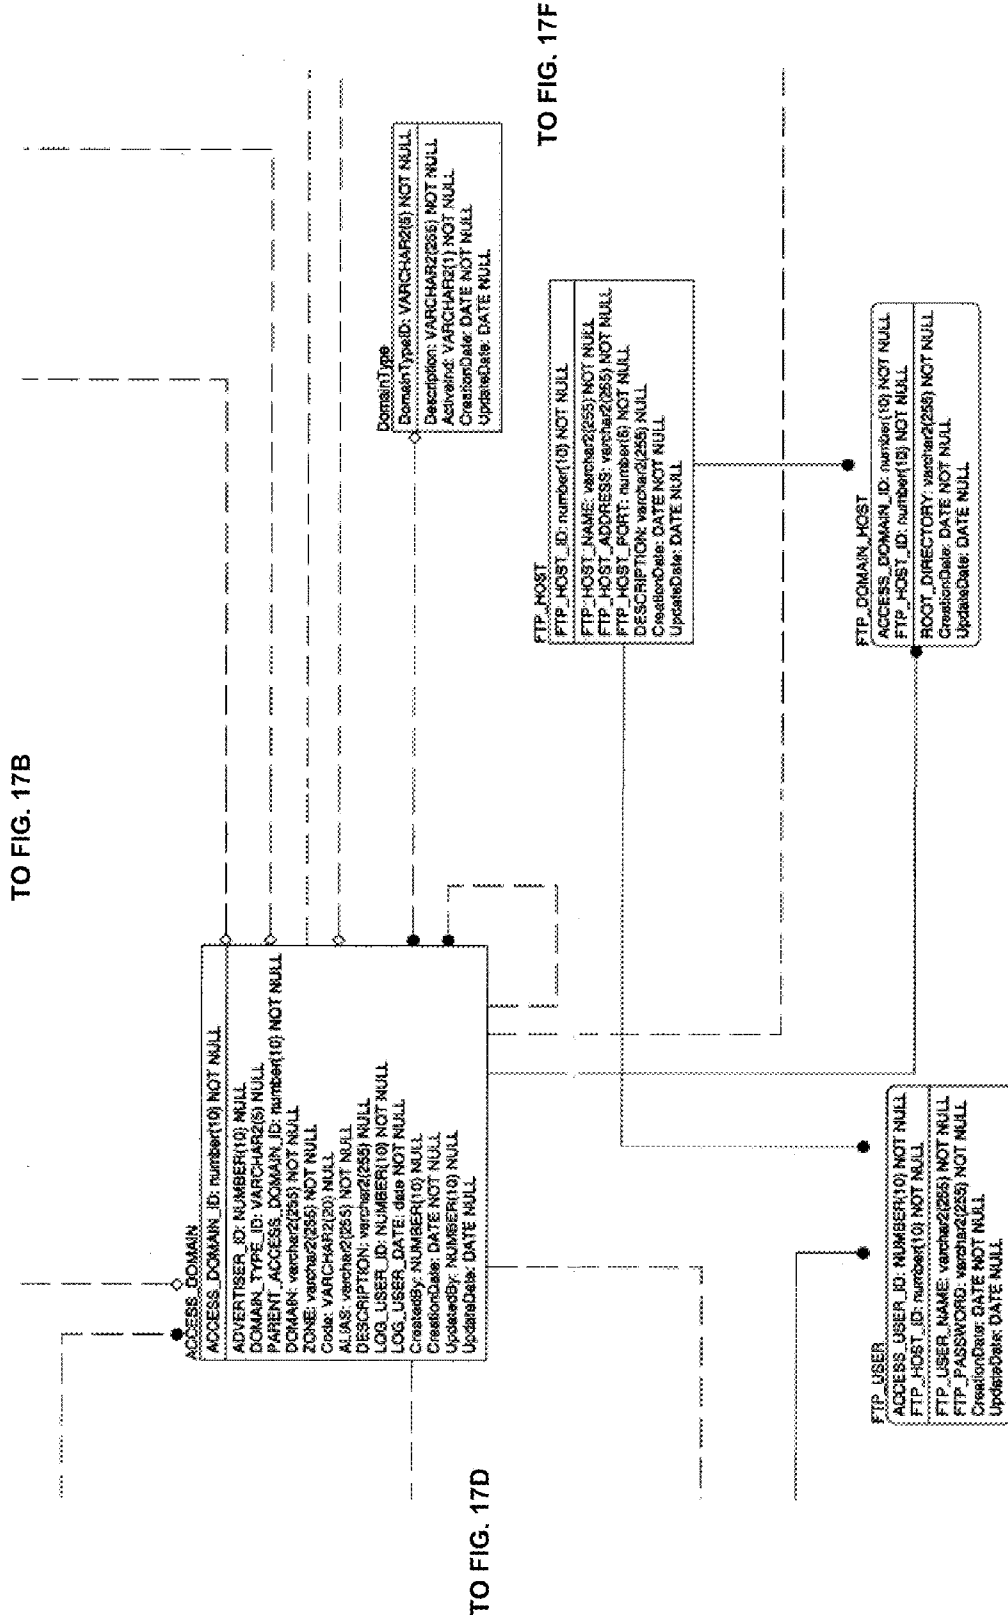 TO FIG. 17B
ACCESS_DOMAIN
ACCESS_DOMAIN_ID: number(10) NOT NULL
ADVERTISER_ID: NUMBER(10) NULL
DOMAIN_TYPE_ID: VARCHAR2(5) NULL
PARENT_ACCESS_DOMAIN_ID: number(10) NOT NULL
DOMAIN: varchar2(255) NOT NULL
ZONE: varchar2(255) NOT NULL
Code: VARCHAR2(20) NULL
ALIAS: varchar2(255) NOT NULL
DESCRIPTION: varchar2(255) NULL
LOG_USER_ID: NUMBER(10) NOT NULL
LOG_USER_DATE: date NOT NULL
CreatedBy: NUMBER(10) NULL
CreationDate: DATE NOT NULL
UpdatedBy: NUMBER(10) NULL
UpdateDate: DATE NULL
DomainType
DomainTypeID: VARCHAR2(5) NOT NULL
Description: VARCHAR2(255) NOT NULL
ActiveInd: VARCHAR2(1) NOT NULL
CreationDate: DATE NOT NULL
UpdateDate: DATE NULL
TO FIG. 17D
TO FIG. 17F
FTP_HOST
FTP_HOST_ID: number(10) NOT NULL
FTP_HOST_NAME: varchar2(255) NOT NULL
FTP_HOST_ADDRESS: varchar2(255) NOT NULL
FTP_HOST_PORT: number(6) NOT NULL
DESCRIPTION: varchar2(255) NULL
CreationDate: DATE NOT NULL
UpdateDate: DATE NULL
FTP_USER
ACCESS_USER_ID: NUMBER(10) NOT NULL
FTP_HOST_ID: number(10) NOT NULL
FTP_USER_NAME: varchar2(255) NOT NULL
FTP_PASSWORD: varchar2(255) NOT NULL
CreationDate: DATE NOT NULL
UpdateDate: DATE NULL
FTP_DOMAIN_HOST
ACCESS_DOMAIN_ID: number(10) NOT NULL
FTP_HOST_ID: number(10) NOT NULL
ROOT_DIRECTORY: varchar2(255) NOT NULL
CreationDate: DATE NOT NULL
UpdateDate: DATE NULL